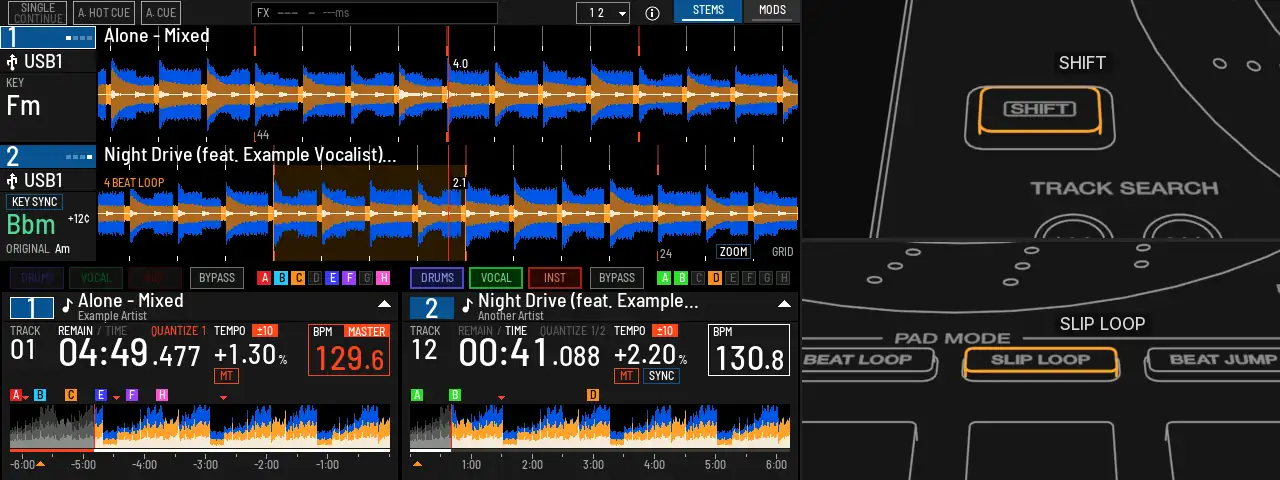 SINGLE
CONTINUE
A. HOT CUE
A. CUE
FX --- -- ---ms
1 2
STEMS
MODS
1
Alone - Mixed
USB1
KEY
Fm
4.0
44
2
Night Drive (feat. Example Vocalist)...
USB1
4 BEAT LOOP
2.1
KEY SYNC
Bbm
+12¢
ORIGINAL Am
24
ZOOM
GRID
DRUMS
VOCAL
INST
BYPASS
A B C D E F G H
DRUMS
VOCAL
INST
BYPASS
A B C D E F G H
1
Alone - Mixed
Example Artist
TRACK
01
REMAIN / TIME
QUANTIZE 1
04:49.477
TEMPO ±10
+1.30%
MT
BPM
MASTER
129.6
A B C E F H
-6:00 -5:00 -4:00 -3:00 -2:00 -1:00
2
Night Drive (feat. Example...
Another Artist
TRACK
12
REMAIN / TIME
QUANTIZE 1/2
00:41.088
TEMPO ±10
+2.20%
MT
SYNC
BPM
130.8
A B D
1:00 2:00 3:00 4:00 5:00 6:00
SHIFT
SHIFT
TRACK SEARCH
SLIP LOOP
PAD MODE
BEAT LOOP
SLIP LOOP
BEAT JUMP